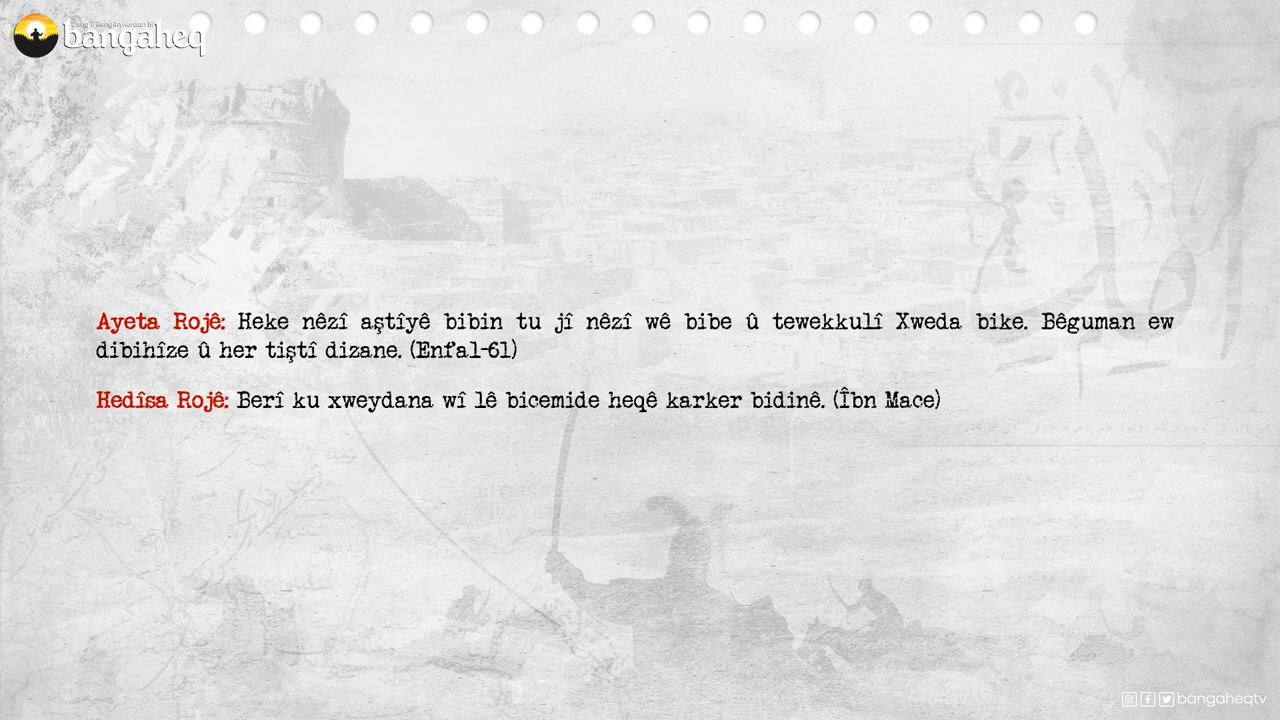 bangaheq
Ayeta Rojê: Heke nêzî aştîyê bibin tu jî nêzî wê bibe û tewekkulî Xweda bike. Bêguman ew
dibihîze û her tiştî dizane. (Enfal-61)
Hedîsa Rojê: Berî ku xweydana wî lê bicemide heqê karker bidinê. (Îbn Mace)
bangaheqtv